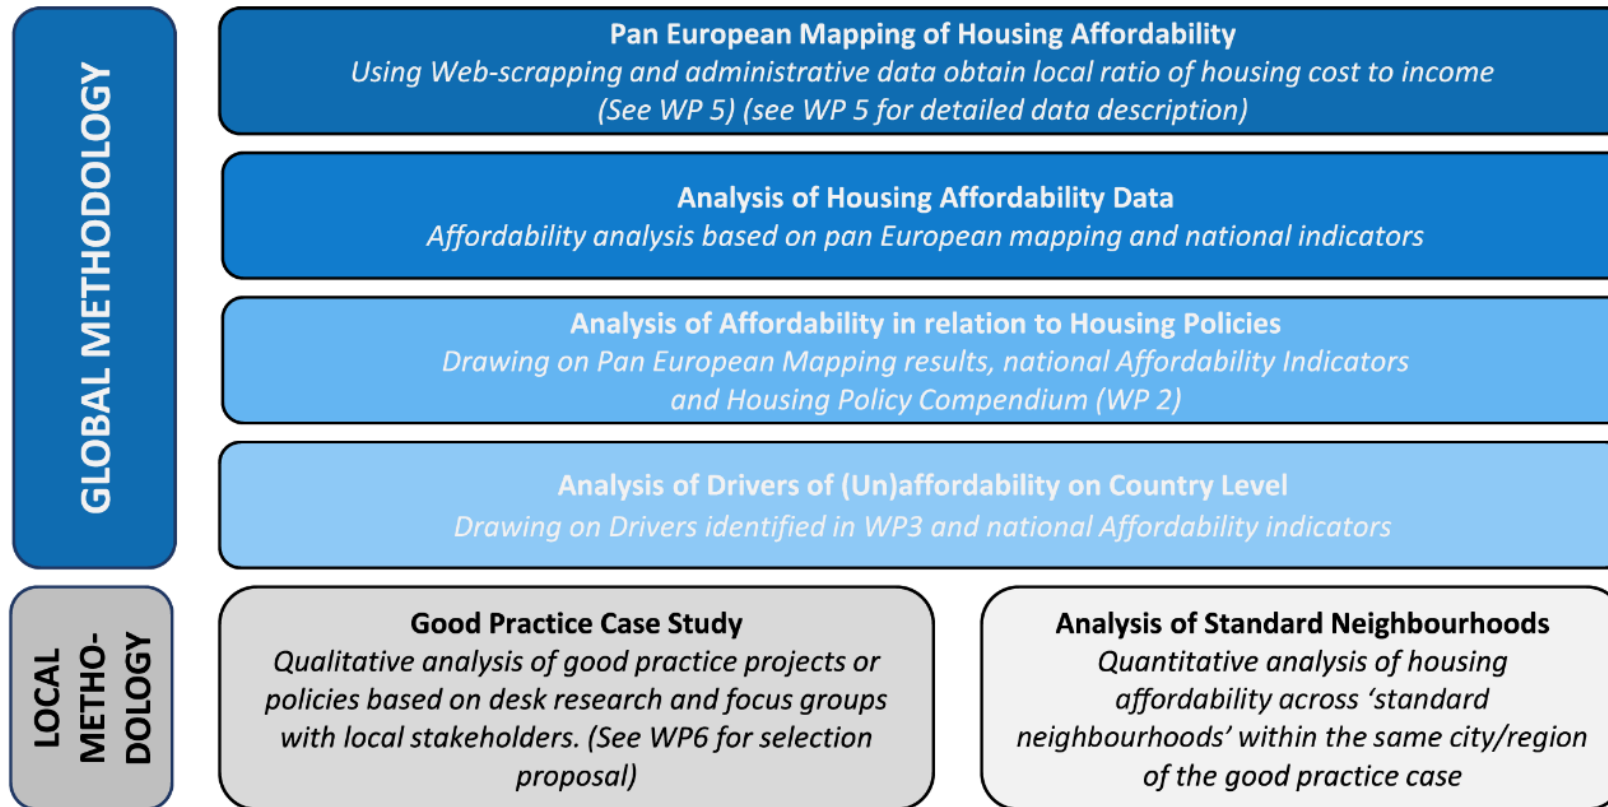 GLOBAL METHODOLOGY
Pan European Mapping of Housing Affordability
Using Web-scrapping and administrative data obtain local ratio of housing cost to income
(See WP 5) (see WP 5 for detailed data description)
Analysis of Housing Affordability Data
Affordability analysis based on pan European mapping and national indicators
Analysis of Affordability in relation to Housing Policies
Drawing on Pan European Mapping results, national Affordability Indicators
and Housing Policy Compendium (WP 2)
Analysis of Drivers of (Un)affordability on Country Level
Drawing on Drivers identified in WP3 and national Affordability indicators
LOCAL
METHO-
DOLOGY
Good Practice Case Study
Qualitative analysis of good practice projects or
policies based on desk research and focus groups
with local stakeholders. (See WP6 for selection
proposal)
Analysis of Standard Neighbourhoods
Quantitative analysis of housing
affordability across ‘standard
neighbourhoods’ within the same city/region
of the good practice case